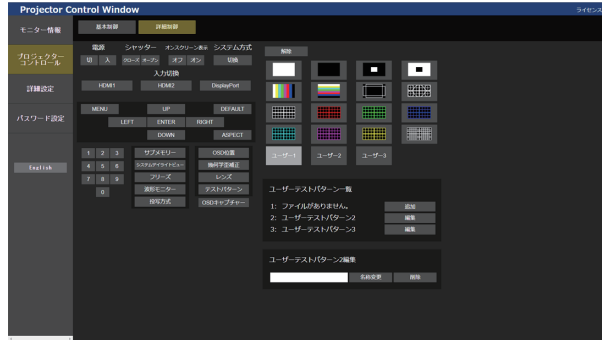 Projector Control Window
ライセンス
モニター情報
プロジェクター
コントロール
詳細設定
パスワード設定
English
基本制御
詳細制御
電源
シャッター
オンスクリーン表示
システム方式
切
入
クローズ
オープン
オフ
オン
切換
入力切換
HDMI1
HDMI2
DisplayPort
MENU
UP
DEFAULT
LEFT
ENTER
RIGHT
DOWN
ASPECT
1
2
3
4
5
6
7
8
9
0
サブメモリー
OSD位置
システムデイライトビュー
幾何学歪補正
フリーズ
レンズ
波形モニター
テストパターン
投写方式
OSDキャプチャー
解除
ユーザー1
ユーザー2
ユーザー3
ユーザーテストパターン一覧
1: ファイルがありません。
追加
2: ユーザーテストパターン2
編集
3: ユーザーテストパターン3
編集
ユーザーテストパターン2編集
名称変更
削除